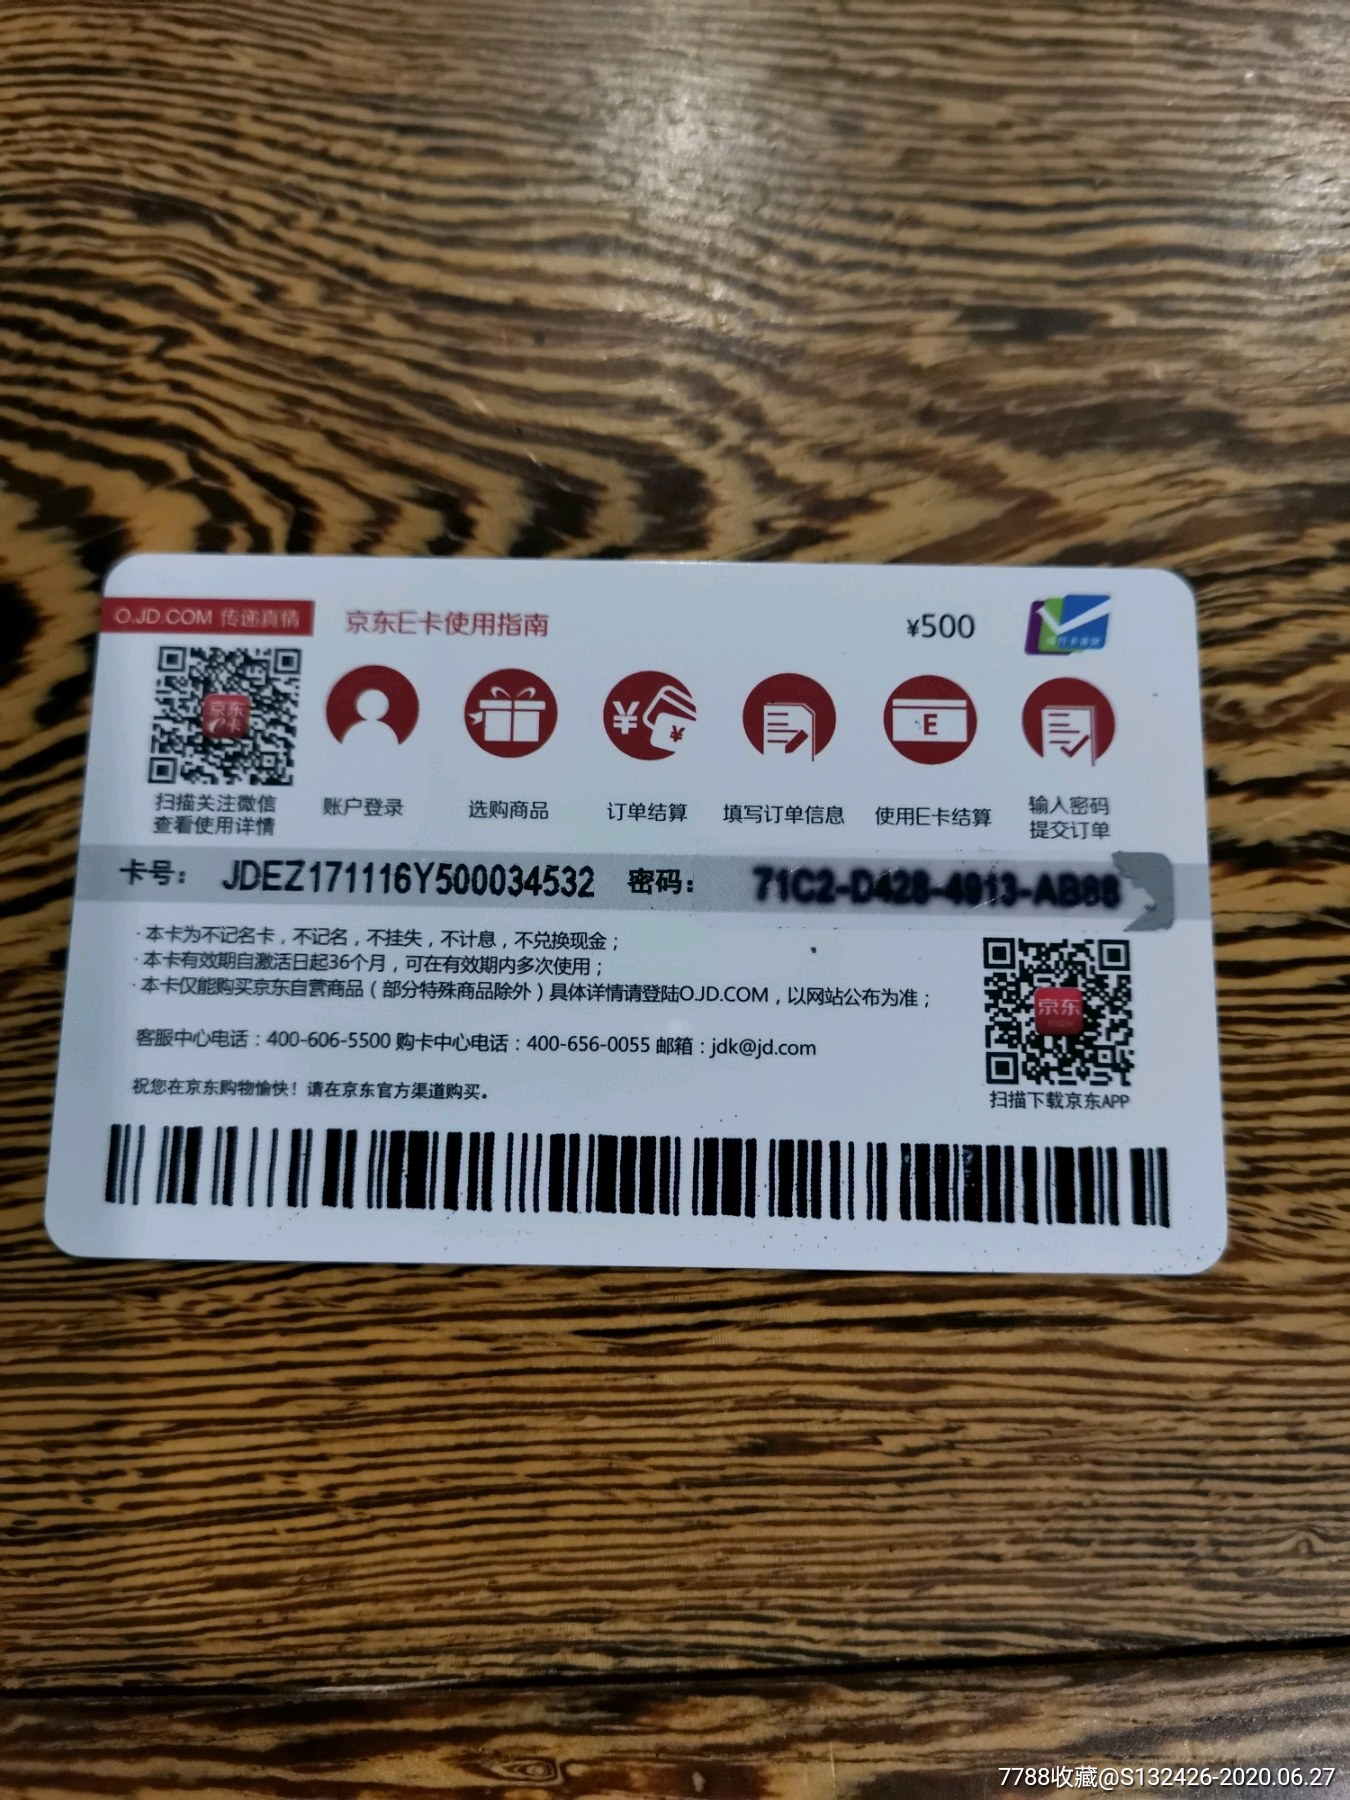 O.JD.COM 传递真情
京东E卡使用指南
¥500
京东
E卡
¥
E
扫描关注微信
查看使用详情
账户登录
选购商品
订单结算
填写订单信息
使用E卡结算
输入密码
提交订单
卡号： JDEZ171116Y500034532 密码： 71C2-D428-4913-AB88
·本卡为不记名卡，不记名，不挂失，不计息，不兑换现金；
·本卡有效期自激活日起36个月，可在有效期内多次使用；
·本卡仅能购买京东自营商品（部分特殊商品除外）具体详情请登陆O.JD.COM，以网站公布为准；
客服中心电话：400-606-5500 购卡中心电话：400-656-0055 邮箱：jdk@jd.com
祝您在京东购物愉快！请在京东官方渠道购买。
京东
扫描下载京东APP
7788收藏@S132426-2020.06.27